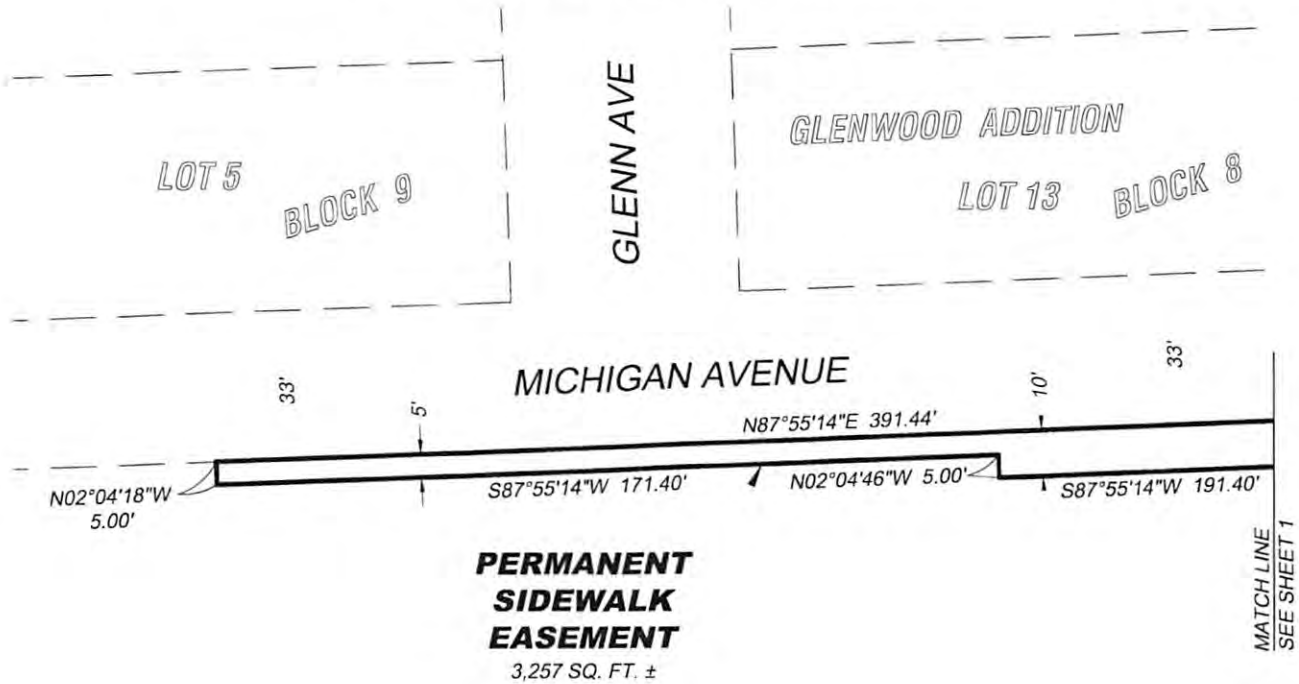 GLENN AVE
GLENWOOD ADDITION
LOT 5
BLOCK 9
LOT 13
BLOCK 8
MICHIGAN AVENUE
33'
5'
10'
33'
N87°55'14"E 391.44'
N02°04'18"W
5.00'
S87°55'14"W 171.40'
N02°04'46"W 5.00'
S87°55'14"W 191.40'
PERMANENT
SIDEWALK
EASEMENT
3,257 SQ. FT. ±
MATCH LINE
SEE SHEET 1